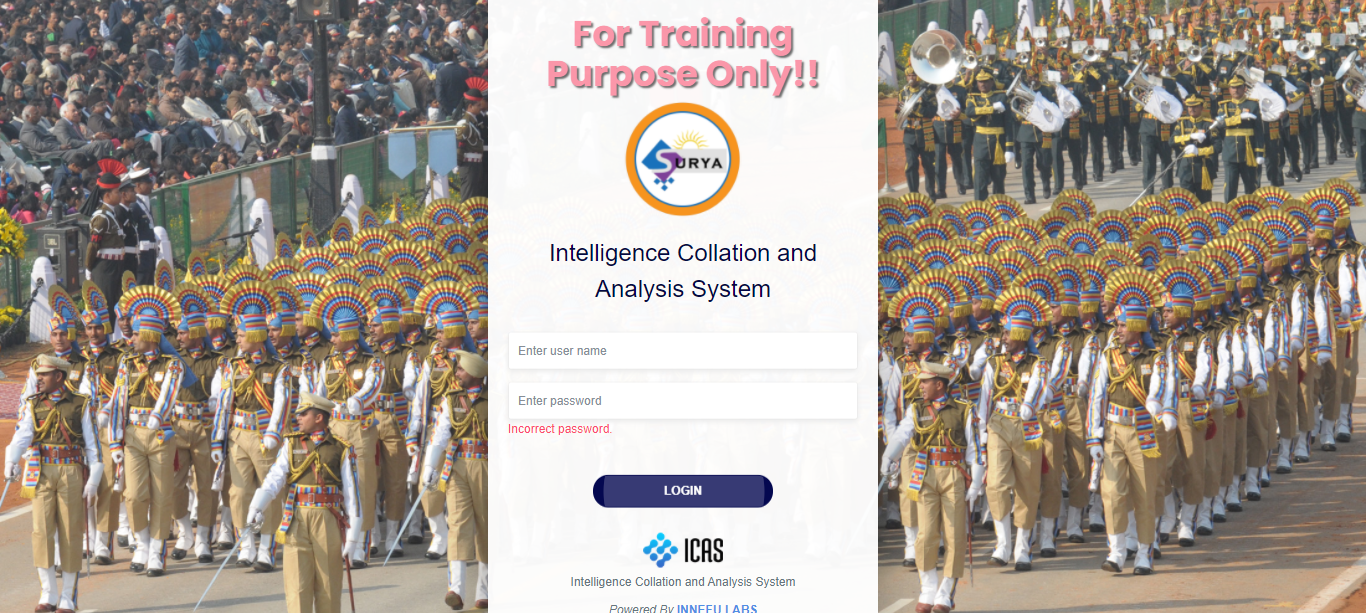 For Training
Purpose Only!!
SURYA
Intelligence Collation and
Analysis System
Enter user name
Enter password
Incorrect password.
LOGIN
ICAS
Intelligence Collation and Analysis System
Powered By INNEFU LABS